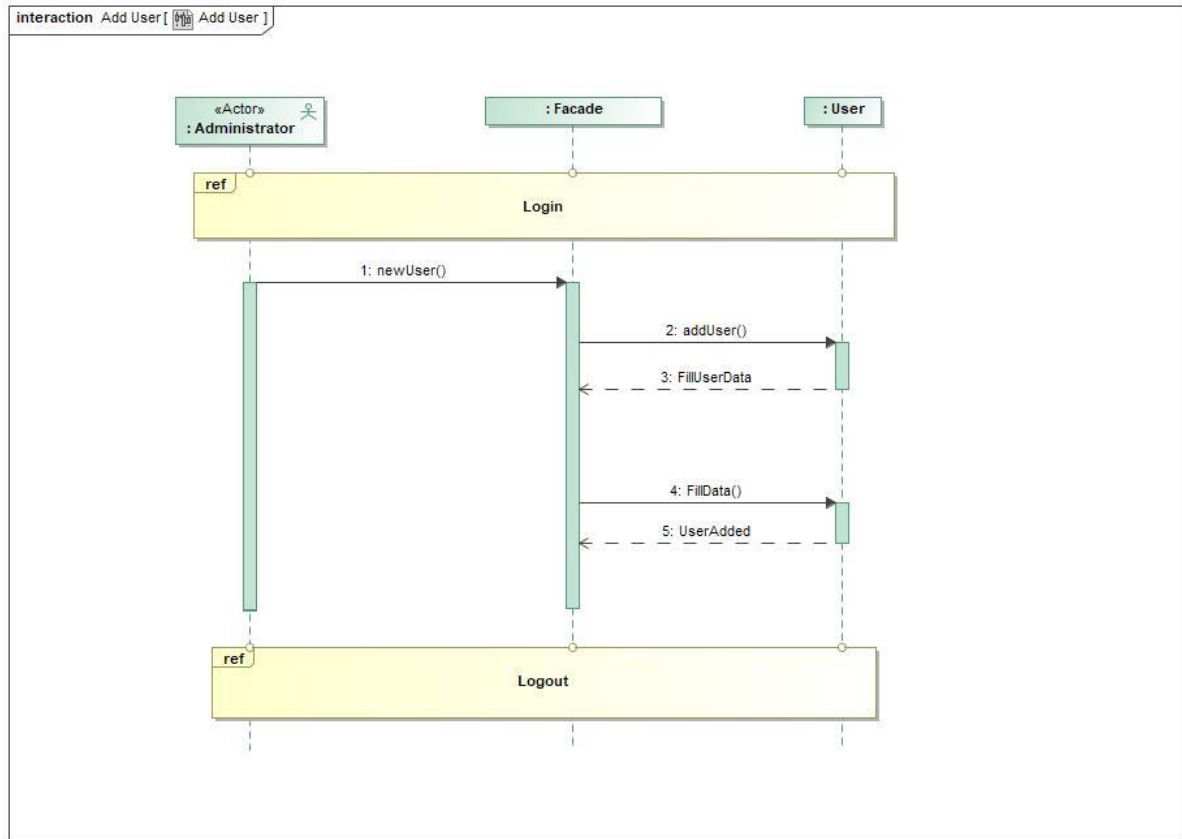 interaction Add User [ Add User ]
«Actor»
: Administrator
: Facade
: User
ref
Login
1: newUser()
2: addUser()
3: FillUserData
4: FillData()
5: UserAdded
ref
Logout